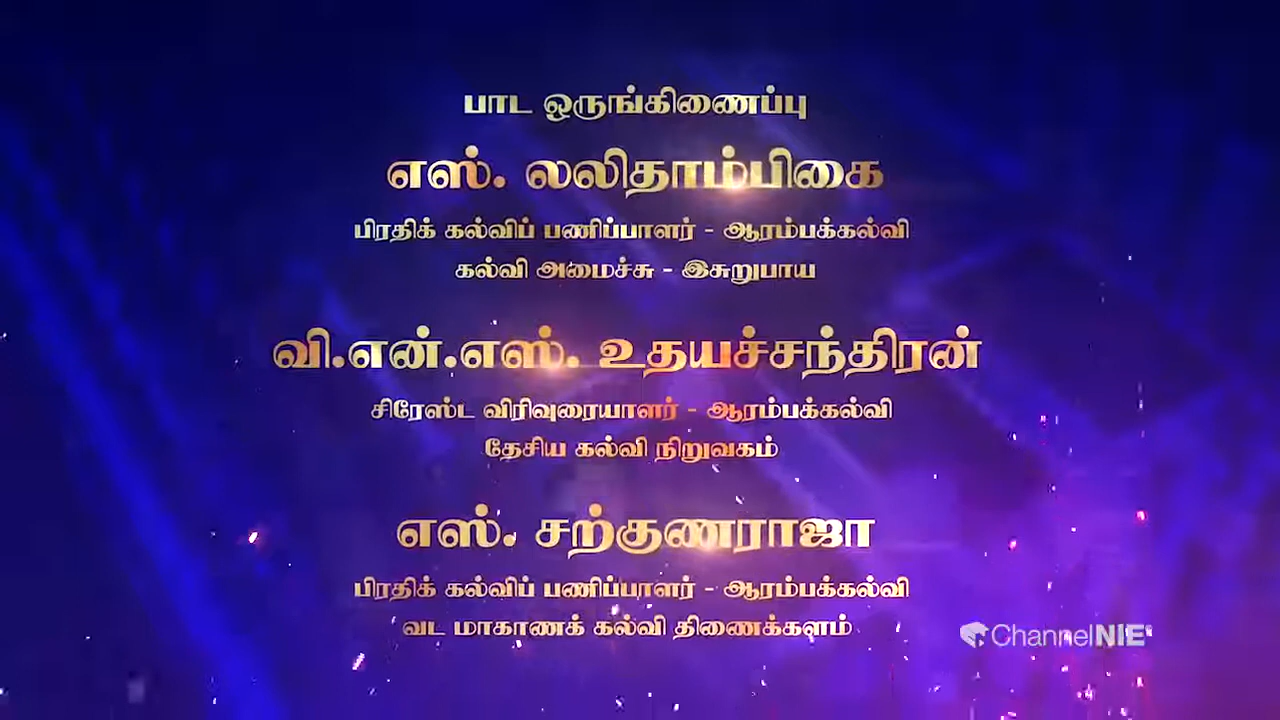 பாட ஒருங்கிணைப்பு
எஸ். லலிதாம்பிகை
பிரதிக் கல்விப் பணிப்பாளர் - ஆரம்பக்கல்வி
கல்வி அமைச்சு - இசுறுபாய
வி.என்.எஸ். உதயச்சந்திரன்
சிரேஸ்ட விரிவுரையாளர் - ஆரம்பக்கல்வி
தேசிய கல்வி நிறுவகம்
எஸ். சற்குணராஜா
பிரதிக் கல்விப் பணிப்பாளர் - ஆரம்பக்கல்வி
வட மாகாணக் கல்வி திணைக்களம்
ChannelNIE